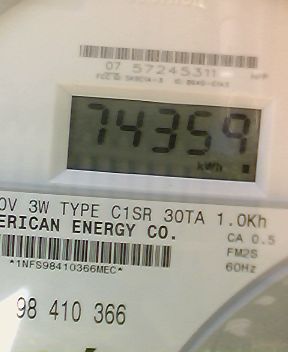 07 57245311
74359
kWh
0V 3W TYPE C1SR 30TA 1.0Kh
ERICAN ENERGY CO.
CA 0.5
FM2S
*1NFS98410366MEC*
60Hz
98 410 366